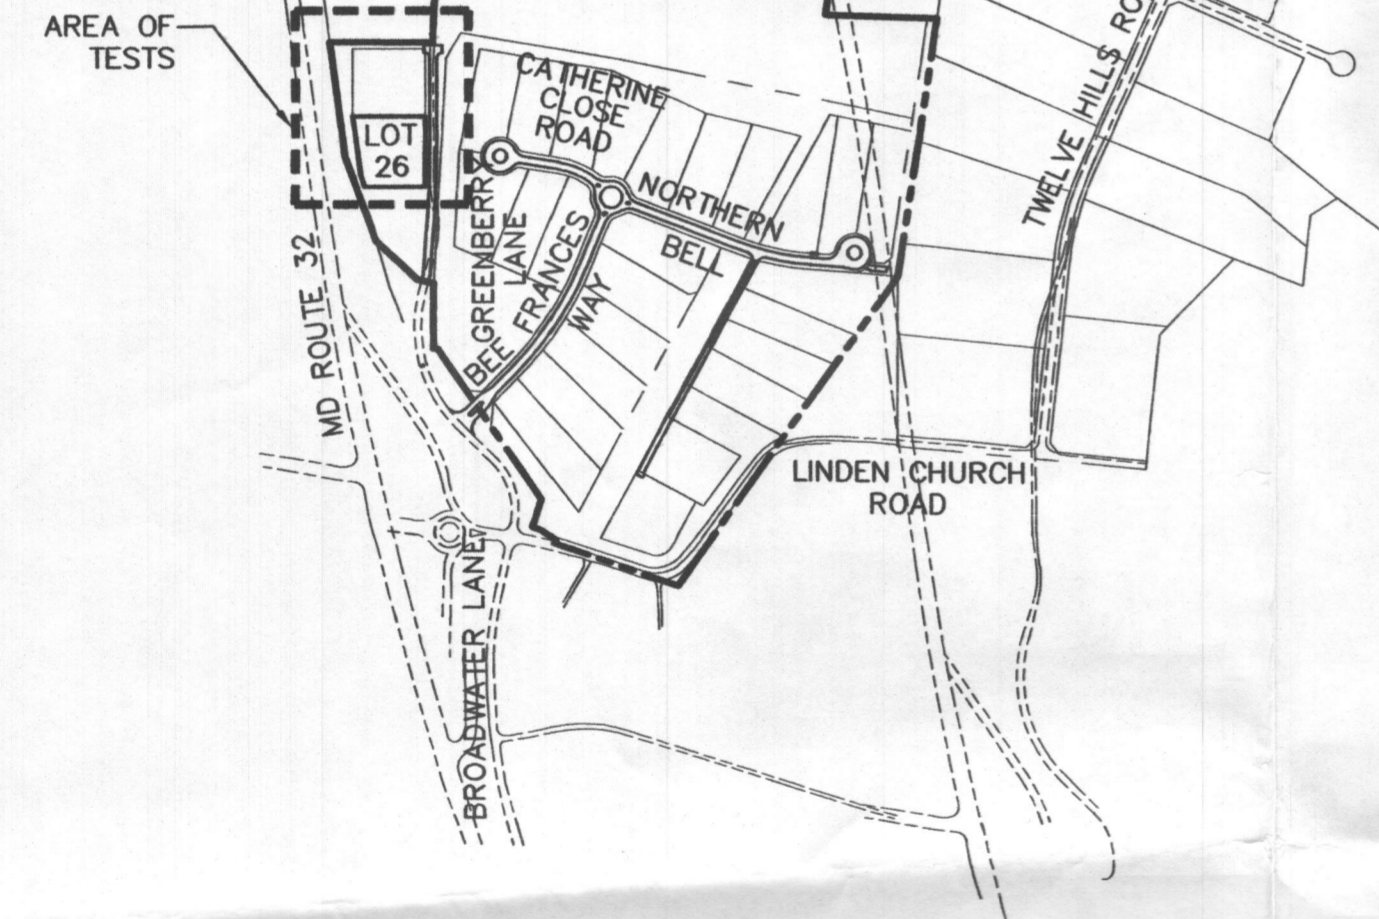 AREA OF
TESTS
LOT
26
CATHERINE
CLOSE
ROAD
NORTHERN
BELL
GREENBERRY
LANE
BEE FRANCES
WAY
MD ROUTE 32
TWELVE HILLS RO
LINDEN CHURCH
ROAD
BROADWATER LANE